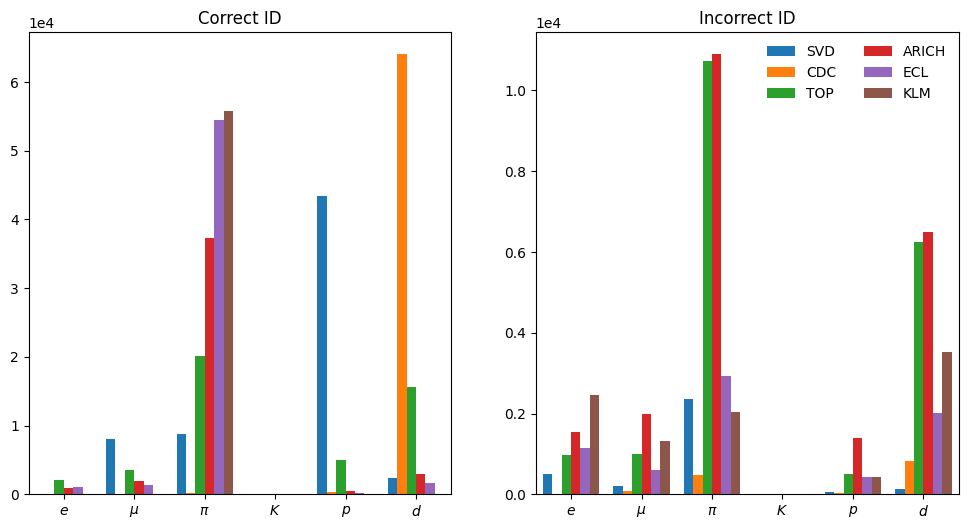 Correct ID
1e4
6
5
4
3
2
1
0
e μ π K p d
Incorrect ID
1e4
1.0
0.8
0.6
0.4
0.2
0.0
e μ π K p d
SVD
CDC
TOP
ARICH
ECL
KLM